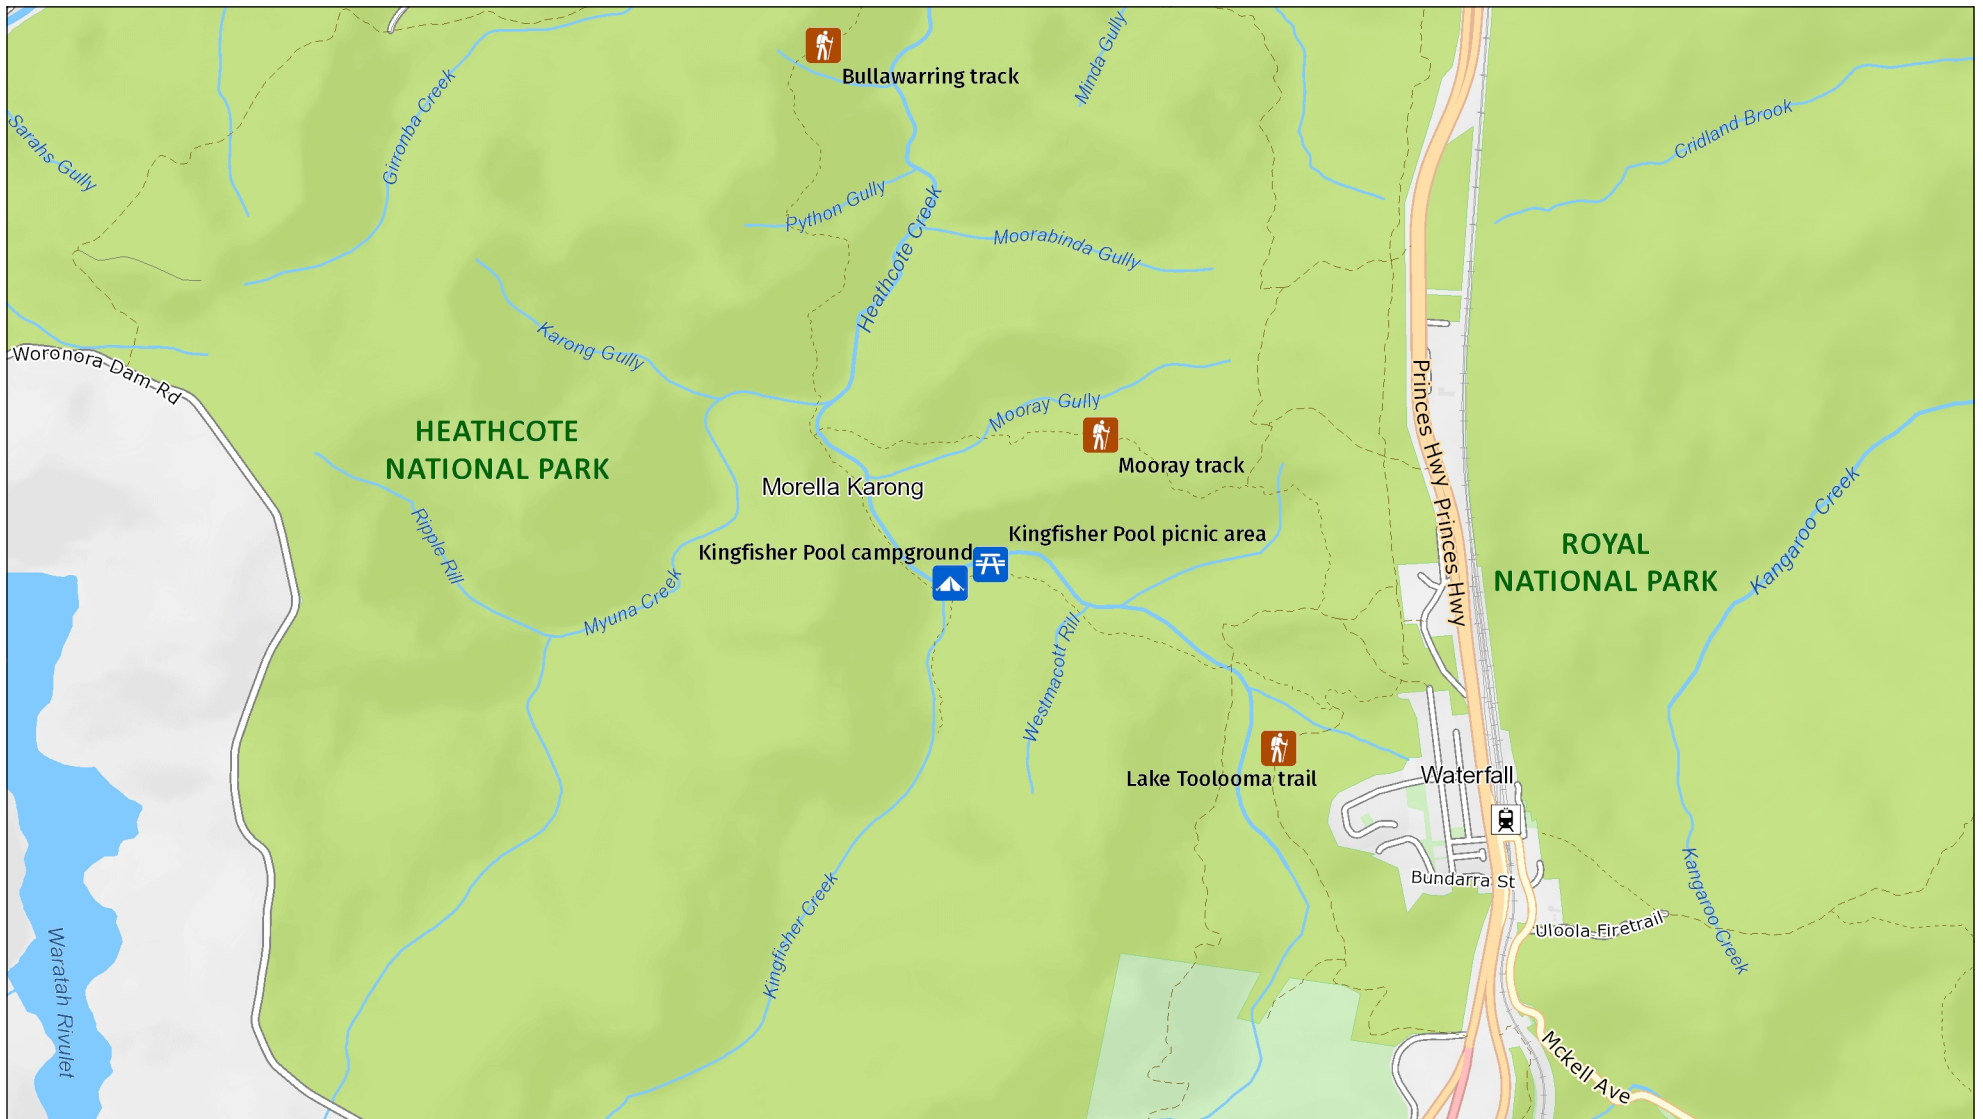 Bullawarring track
Minda Gully
Girronba Creek
Sarahs Gully
Cridland Brook
Python Gully
Heathcote Creek
Moorabinda Gully
Karong Gully
Woronora Dam Rd
Mooray Gully
Princes Hwy
HEATHCOTE
NATIONAL PARK
Mooray track
Morella Karong
Princes Hwy
Kangaroo Creek
Ripple Rill
Kingfisher Pool picnic area
Kingfisher Pool campground
ROYAL
NATIONAL PARK
Myuna Creek
Westmacott Rill
Lake Toolooma trail
Waterfall
Bundarra St
Kangaroo Creek
Uloola Firetrail
Kingfisher Creek
Waratah Rivulet
Mckell Ave